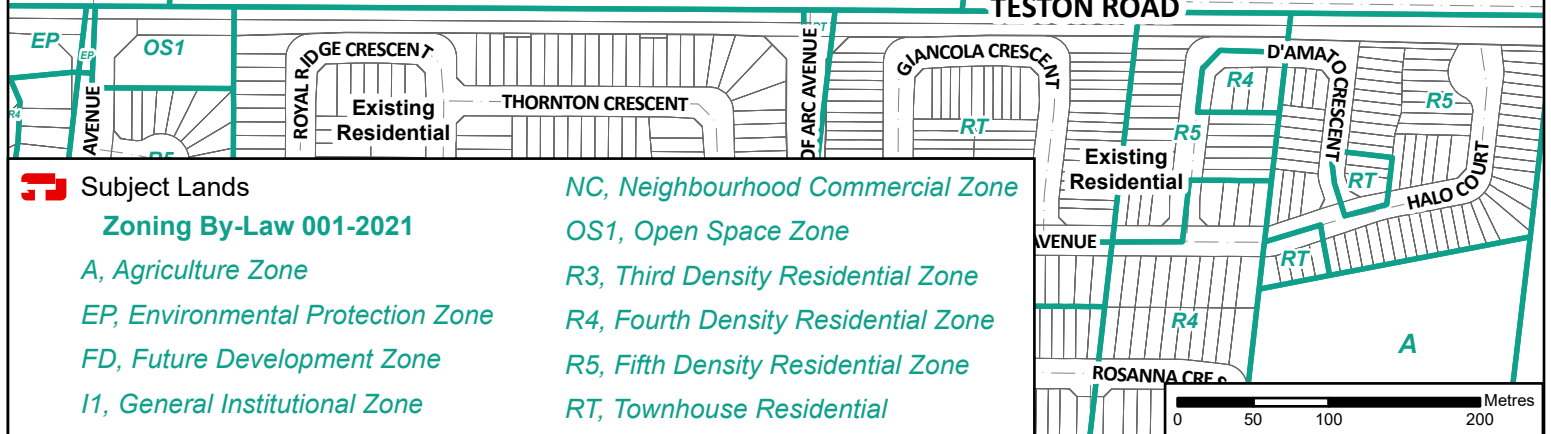 TESTON ROAD
EP
EP
OS1
R4
AVENUE
R5
ROYAL RIDGE CRESCENT
Existing
Residential
THORNTON CRESCENT
OF ARC AVENUE
RT
GIANCOLA CRESCENT
RT
D'AMATO CRESCENT
R4
R5
R5
Existing
Residential
RT
HALO COURT
AVENUE
RT
R4
A
ROSANNA CRES
Subject Lands
Zoning By-Law 001-2021
A, Agriculture Zone
EP, Environmental Protection Zone
FD, Future Development Zone
I1, General Institutional Zone
NC, Neighbourhood Commercial Zone
OS1, Open Space Zone
R3, Third Density Residential Zone
R4, Fourth Density Residential Zone
R5, Fifth Density Residential Zone
RT, Townhouse Residential
Metres
0 50 100 200